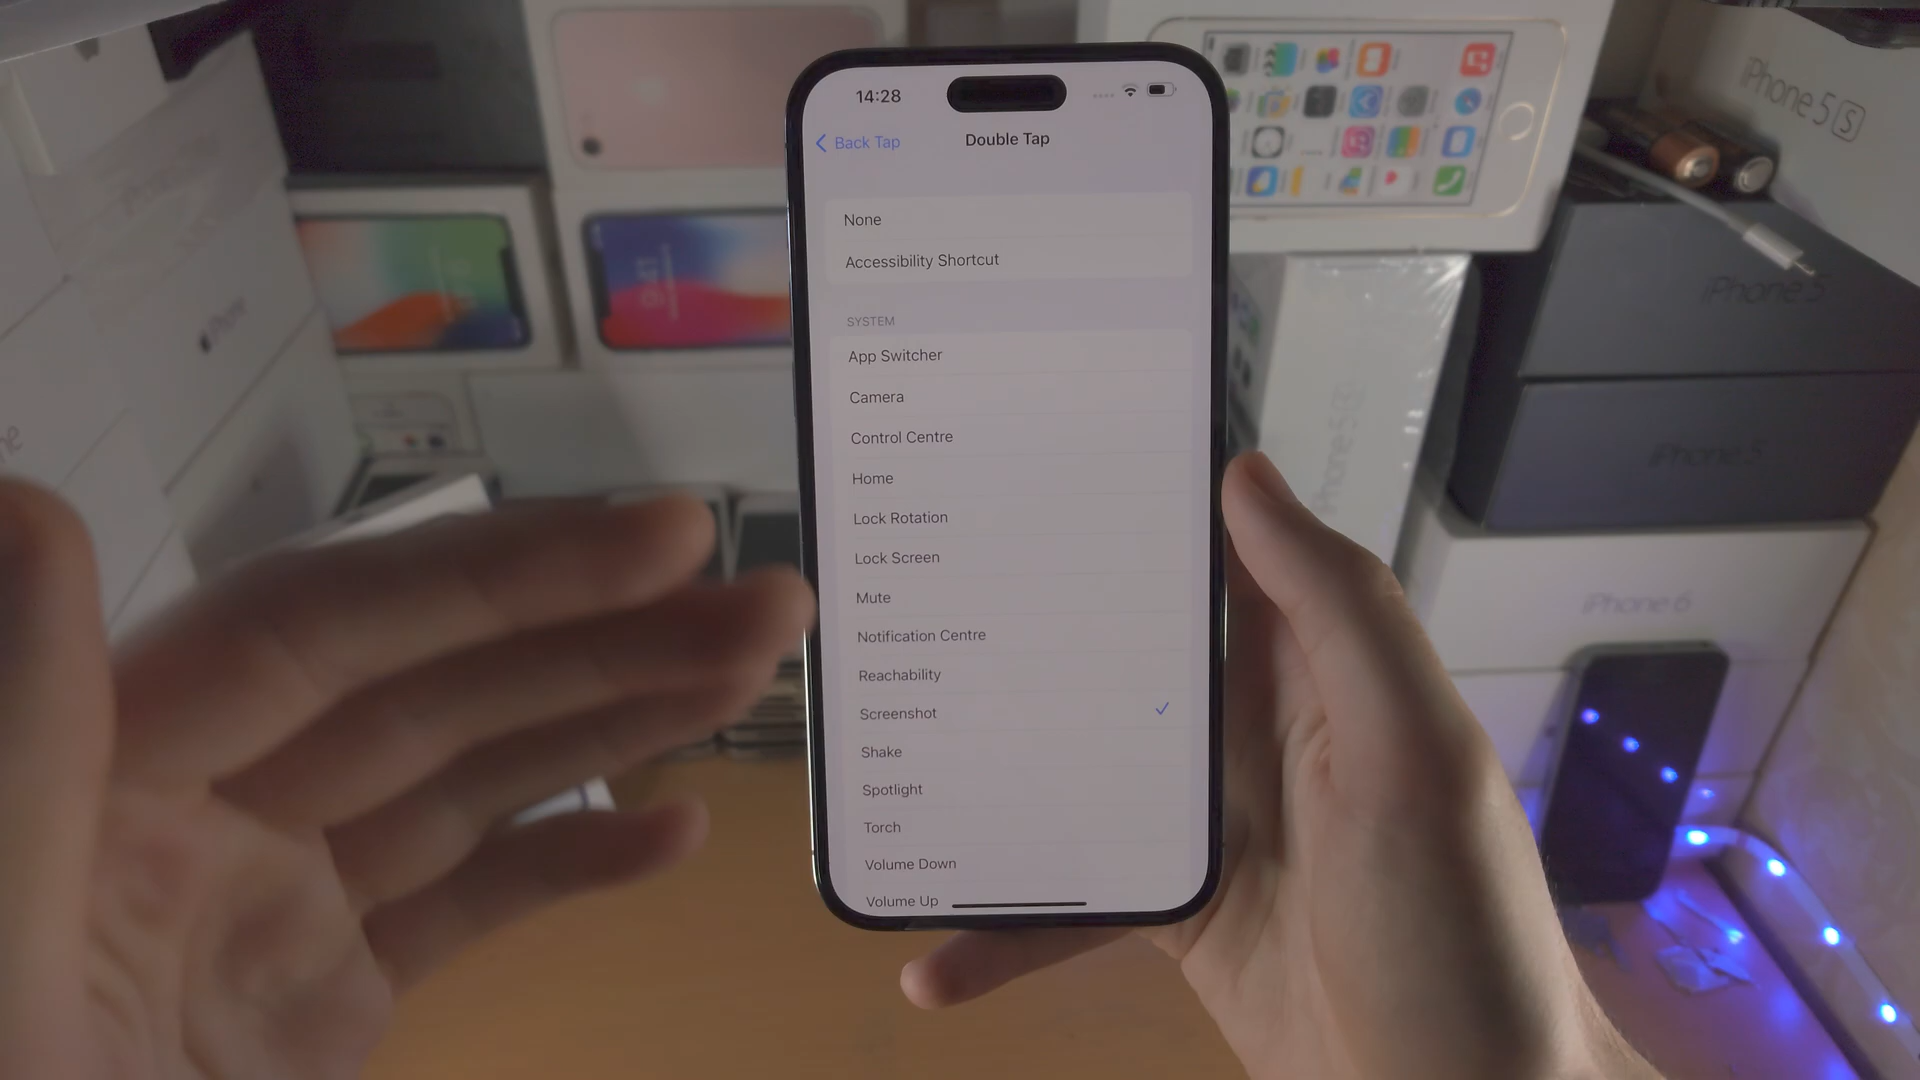 14:28
Back Tap
Double Tap
None
Accessibility Shortcut
SYSTEM
App Switcher
Camera
Control Centre
Home
Lock Rotation
Lock Screen
Mute
Notification Centre
Reachability
Screenshot
Shake
Spotlight
Torch
Volume Down
Volume Up
iPhone 5 S
iPhone 5
iPhone 5
iPhone 6
iPhone